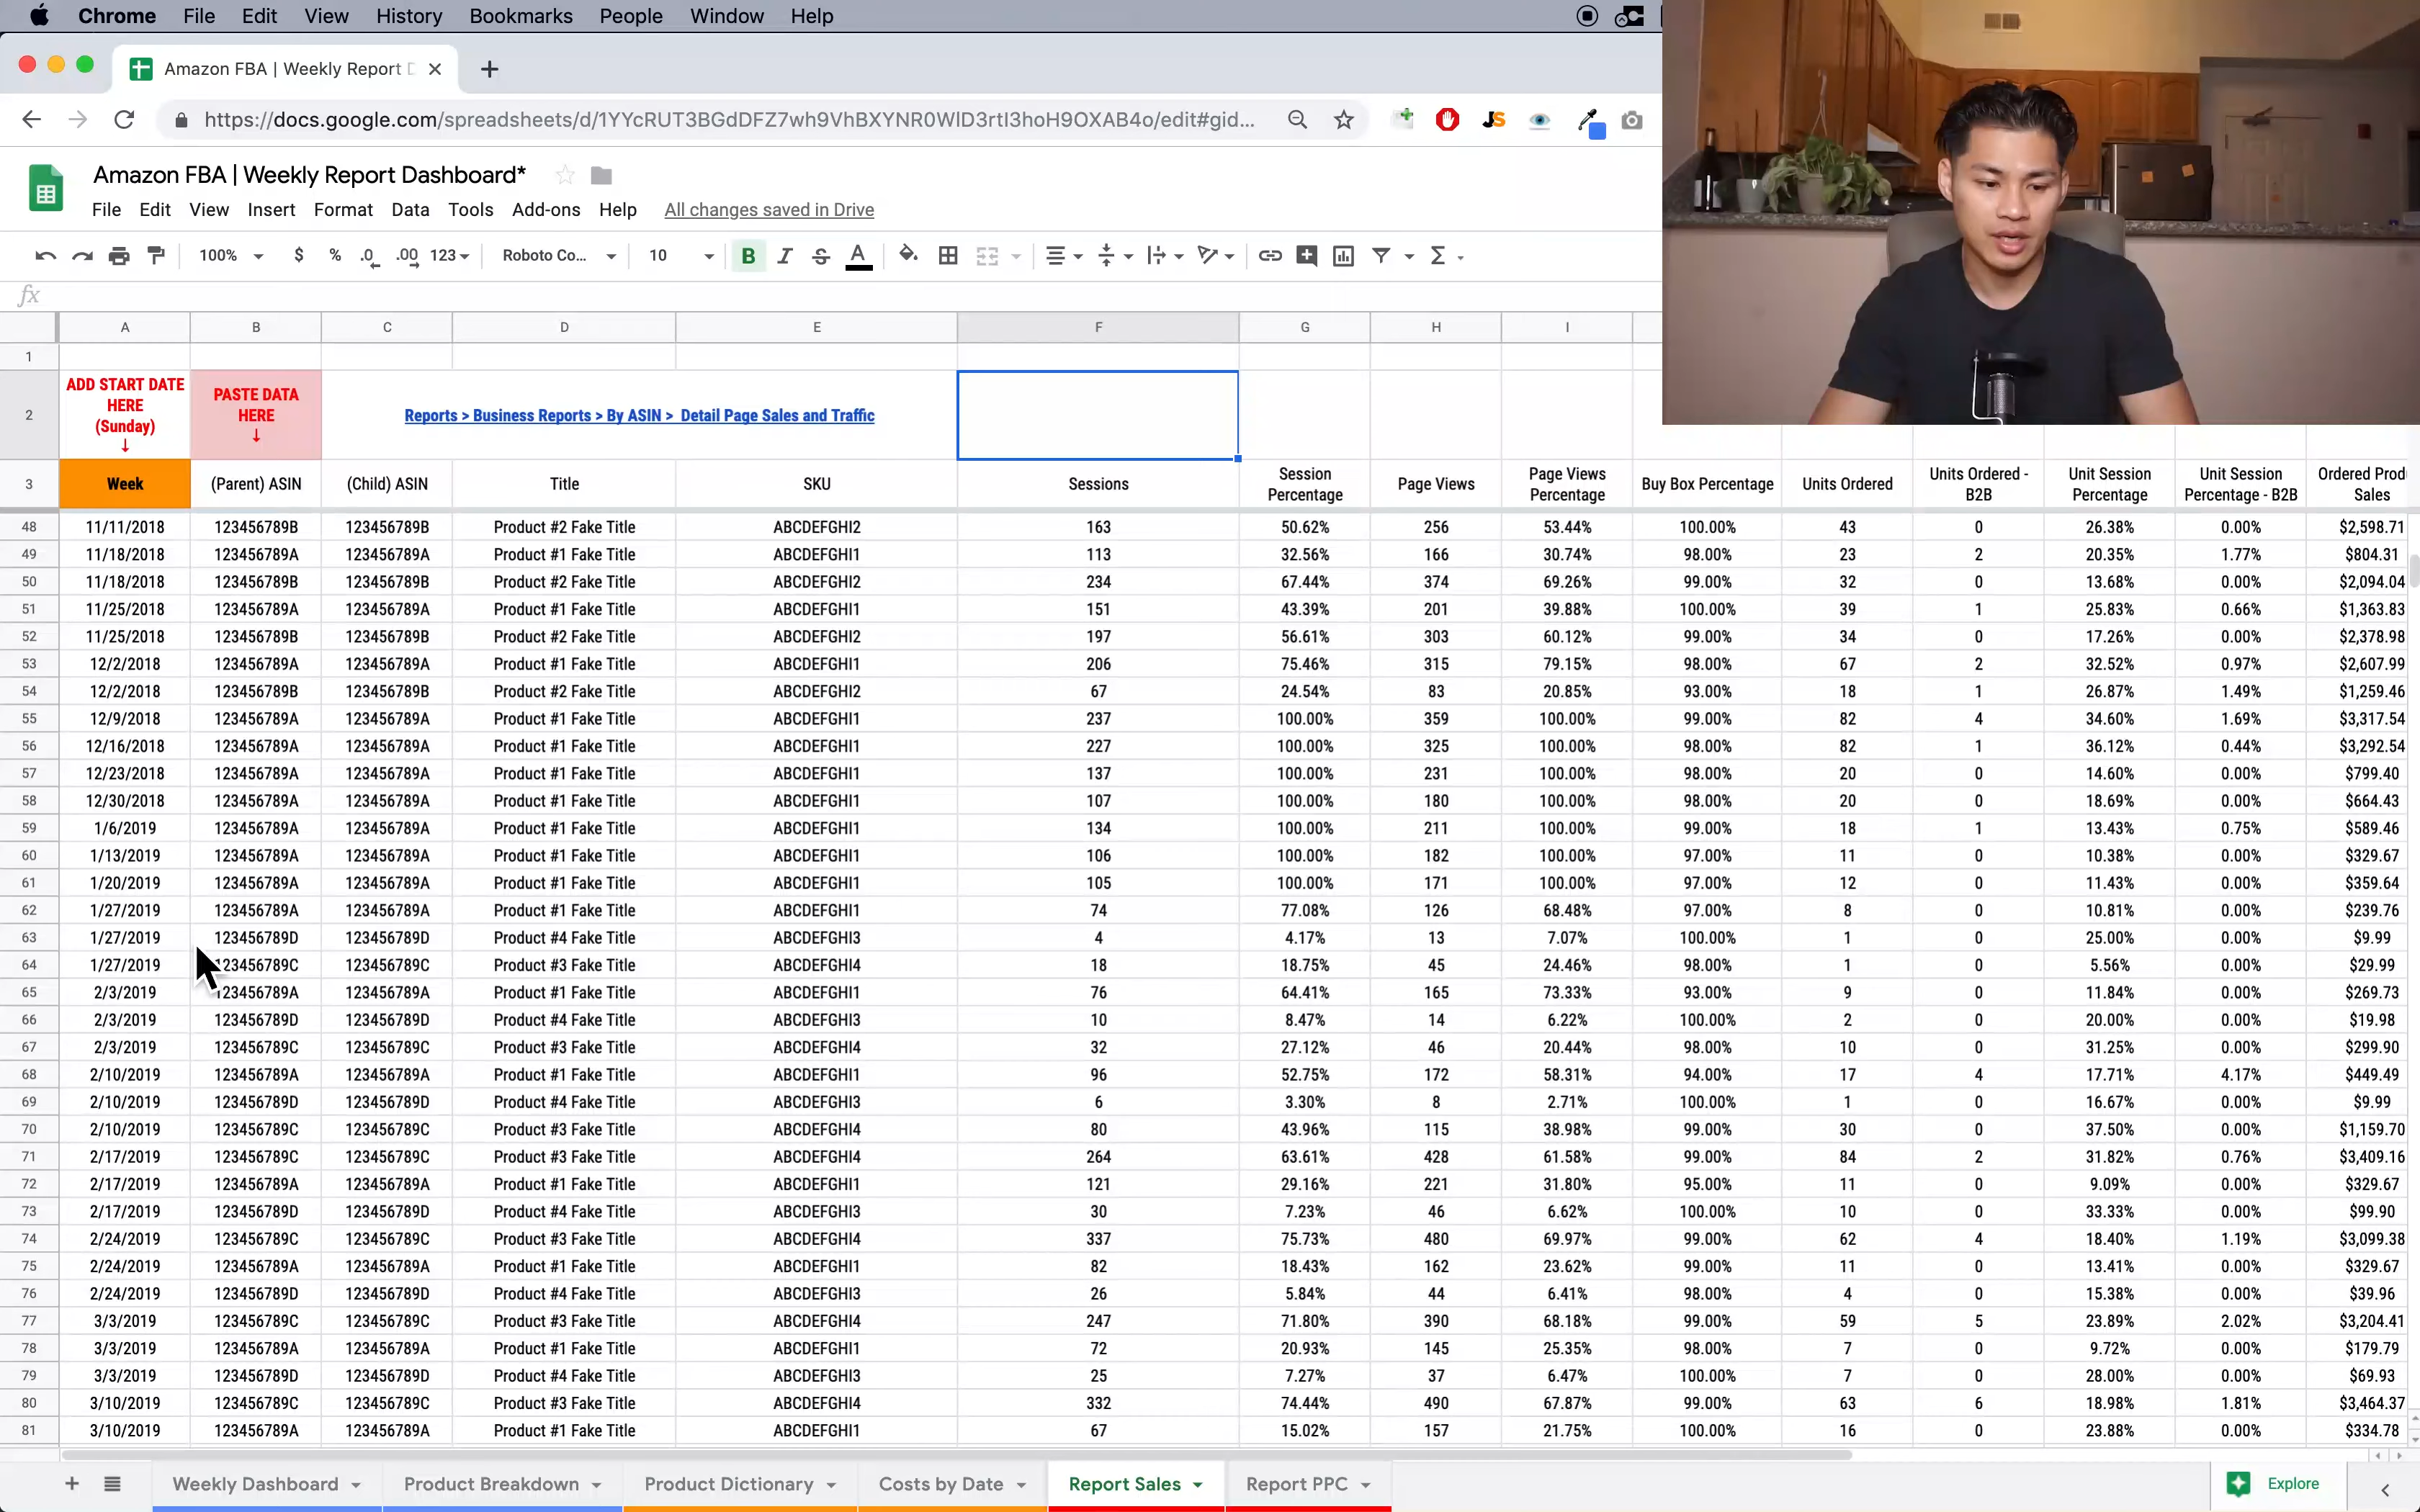 Chrome File Edit View History Bookmarks People Window Help
Amazon FBA | Weekly Report D
https://docs.google.com/spreadsheets/d/1YYcRUT3BGdDFZ7wh9VhBXYNR0WlD3rtI3hoH9OXAB4o/edit#gid...
Amazon FBA | Weekly Report Dashboard*
File Edit View Insert Format Data Tools Add-ons Help All changes saved in Drive
100% $ % .0 .00 123 Roboto Co... 10 B I S A
fx
A B C D E F G H I
1
2 ADD START DATE HERE (Sunday) ↓ PASTE DATA HERE ↓ Reports > Business Reports > By ASIN > Detail Page Sales and Traffic
3 Week (Parent) ASIN (Child) ASIN Title SKU Sessions Session Percentage Page Views Page Views Percentage Buy Box Percentage Units Ordered Units Ordered - B2B Unit Session Percentage Unit Session Percentage - B2B Ordered Prod Sales
48 11/11/2018 123456789B 123456789B Product #2 Fake Title ABCDEFGHI2 163 50.62% 256 53.44% 100.00% 43 0 26.38% 0.00% $2,598.71
49 11/18/2018 123456789A 123456789A Product #1 Fake Title ABCDEFGHI1 113 32.56% 166 30.74% 98.00% 23 2 20.35% 1.77% $804.31
50 11/18/2018 123456789B 123456789B Product #2 Fake Title ABCDEFGHI2 234 67.44% 374 69.26% 99.00% 32 0 13.68% 0.00% $2,094.04
51 11/25/2018 123456789A 123456789A Product #1 Fake Title ABCDEFGHI1 151 43.39% 201 39.88% 100.00% 39 1 25.83% 0.66% $1,363.83
52 11/25/2018 123456789B 123456789B Product #2 Fake Title ABCDEFGHI2 197 56.61% 303 60.12% 99.00% 34 0 17.26% 0.00% $2,378.98
53 12/2/2018 123456789A 123456789A Product #1 Fake Title ABCDEFGHI1 206 75.46% 315 79.15% 98.00% 67 2 32.52% 0.97% $2,607.99
54 12/2/2018 123456789B 123456789B Product #2 Fake Title ABCDEFGHI2 67 24.54% 83 20.85% 93.00% 18 1 26.87% 1.49% $1,259.46
55 12/9/2018 123456789A 123456789A Product #1 Fake Title ABCDEFGHI1 237 100.00% 359 100.00% 99.00% 82 4 34.60% 1.69% $3,317.54
56 12/16/2018 123456789A 123456789A Product #1 Fake Title ABCDEFGHI1 227 100.00% 325 100.00% 98.00% 82 1 36.12% 0.44% $3,292.54
57 12/23/2018 123456789A 123456789A Product #1 Fake Title ABCDEFGHI1 137 100.00% 231 100.00% 98.00% 20 0 14.60% 0.00% $799.40
58 12/30/2018 123456789A 123456789A Product #1 Fake Title ABCDEFGHI1 107 100.00% 180 100.00% 98.00% 20 0 18.69% 0.00% $664.43
59 1/6/2019 123456789A 123456789A Product #1 Fake Title ABCDEFGHI1 134 100.00% 211 100.00% 99.00% 18 1 13.43% 0.75% $589.46
60 1/13/2019 123456789A 123456789A Product #1 Fake Title ABCDEFGHI1 106 100.00% 182 100.00% 97.00% 11 0 10.38% 0.00% $329.67
61 1/20/2019 123456789A 123456789A Product #1 Fake Title ABCDEFGHI1 105 100.00% 171 100.00% 97.00% 12 0 11.43% 0.00% $359.64
62 1/27/2019 123456789A 123456789A Product #1 Fake Title ABCDEFGHI1 74 77.08% 126 68.48% 97.00% 8 0 10.81% 0.00% $239.76
63 1/27/2019 123456789D 123456789D Product #4 Fake Title ABCDEFGHI3 4 4.17% 13 7.07% 100.00% 1 0 25.00% 0.00% $9.99
64 1/27/2019 123456789C 123456789C Product #3 Fake Title ABCDEFGHI4 18 18.75% 45 24.46% 98.00% 1 0 5.56% 0.00% $29.99
65 2/3/2019 123456789A 123456789A Product #1 Fake Title ABCDEFGHI1 76 64.41% 165 73.33% 93.00% 9 0 11.84% 0.00% $269.73
66 2/3/2019 123456789D 123456789D Product #4 Fake Title ABCDEFGHI3 10 8.47% 14 6.22% 100.00% 2 0 20.00% 0.00% $19.98
67 2/3/2019 123456789C 123456789C Product #3 Fake Title ABCDEFGHI4 32 27.12% 46 20.44% 98.00% 10 0 31.25% 0.00% $299.90
68 2/10/2019 123456789A 123456789A Product #1 Fake Title ABCDEFGHI1 96 52.75% 172 58.31% 94.00% 17 4 17.71% 4.17% $449.49
69 2/10/2019 123456789D 123456789D Product #4 Fake Title ABCDEFGHI3 6 3.30% 8 2.71% 100.00% 1 0 16.67% 0.00% $9.99
70 2/10/2019 123456789C 123456789C Product #3 Fake Title ABCDEFGHI4 80 43.96% 115 38.98% 99.00% 30 0 37.50% 0.00% $1,159.70
71 2/17/2019 123456789C 123456789C Product #3 Fake Title ABCDEFGHI4 264 63.61% 428 61.58% 99.00% 84 2 31.82% 0.76% $3,409.16
72 2/17/2019 123456789A 123456789A Product #1 Fake Title ABCDEFGHI1 121 29.16% 221 31.80% 95.00% 11 0 9.09% 0.00% $329.67
73 2/17/2019 123456789D 123456789D Product #4 Fake Title ABCDEFGHI3 30 7.23% 46 6.62% 100.00% 10 0 33.33% 0.00% $99.90
74 2/24/2019 123456789C 123456789C Product #3 Fake Title ABCDEFGHI4 337 75.73% 480 69.97% 99.00% 62 4 18.40% 1.19% $3,099.38
75 2/24/2019 123456789A 123456789A Product #1 Fake Title ABCDEFGHI1 82 18.43% 162 23.62% 99.00% 11 0 13.41% 0.00% $329.67
76 2/24/2019 123456789D 123456789D Product #4 Fake Title ABCDEFGHI3 26 5.84% 44 6.41% 98.00% 4 0 15.38% 0.00% $39.96
77 3/3/2019 123456789C 123456789C Product #3 Fake Title ABCDEFGHI4 247 71.80% 390 68.18% 99.00% 59 5 23.89% 2.02% $3,204.41
78 3/3/2019 123456789A 123456789A Product #1 Fake Title ABCDEFGHI1 72 20.93% 145 25.35% 98.00% 7 0 9.72% 0.00% $179.79
79 3/3/2019 123456789D 123456789D Product #4 Fake Title ABCDEFGHI3 25 7.27% 37 6.47% 100.00% 7 0 28.00% 0.00% $69.93
80 3/10/2019 123456789C 123456789C Product #3 Fake Title ABCDEFGHI4 332 74.44% 490 67.87% 99.00% 63 6 18.98% 1.81% $3,464.37
81 3/10/2019 123456789A 123456789A Product #1 Fake Title ABCDEFGHI1 67 15.02% 157 21.75% 100.00% 16 0 23.88% 0.00% $334.78
Weekly Dashboard Product Breakdown Product Dictionary Costs by Date Report Sales Report PPC Explore